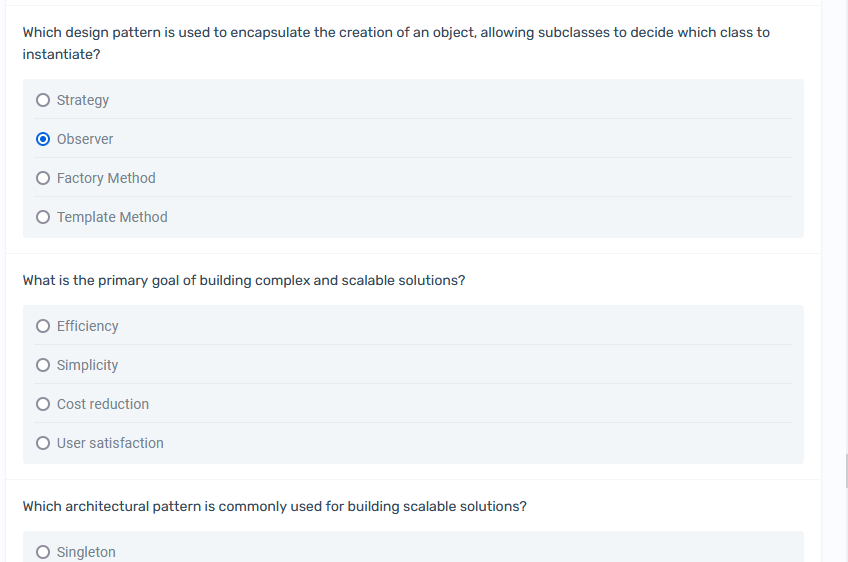 Which design pattern is used to encapsulate the creation of an object, allowing subclasses to decide which class to
instantiate?
Strategy
Observer
Factory Method
Template Method
What is the primary goal of building complex and scalable solutions?
Efficiency
Simplicity
Cost reduction
User satisfaction
Which architectural pattern is commonly used for building scalable solutions?
Singleton